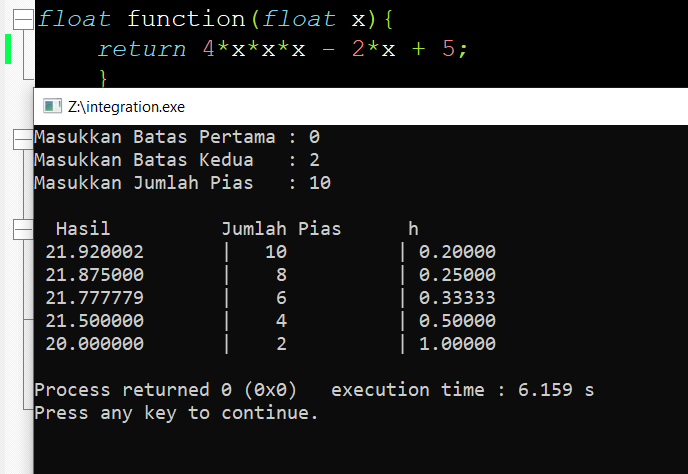 float function(float x){
return 4*x*x*x - 2*x + 5;
}
Z:\integration.exe
Masukkan Batas Pertama : 0
Masukkan Batas Kedua   : 2
Masukkan Jumlah Pias   : 10
Hasil          Jumlah Pias      h
21.920002       |   10          | 0.20000
21.875000       |    8          | 0.25000
21.777779       |    6          | 0.33333
21.500000       |    4          | 0.50000
20.000000       |    2          | 1.00000
Process returned 0 (0x0)   execution time : 6.159 s
Press any key to continue.